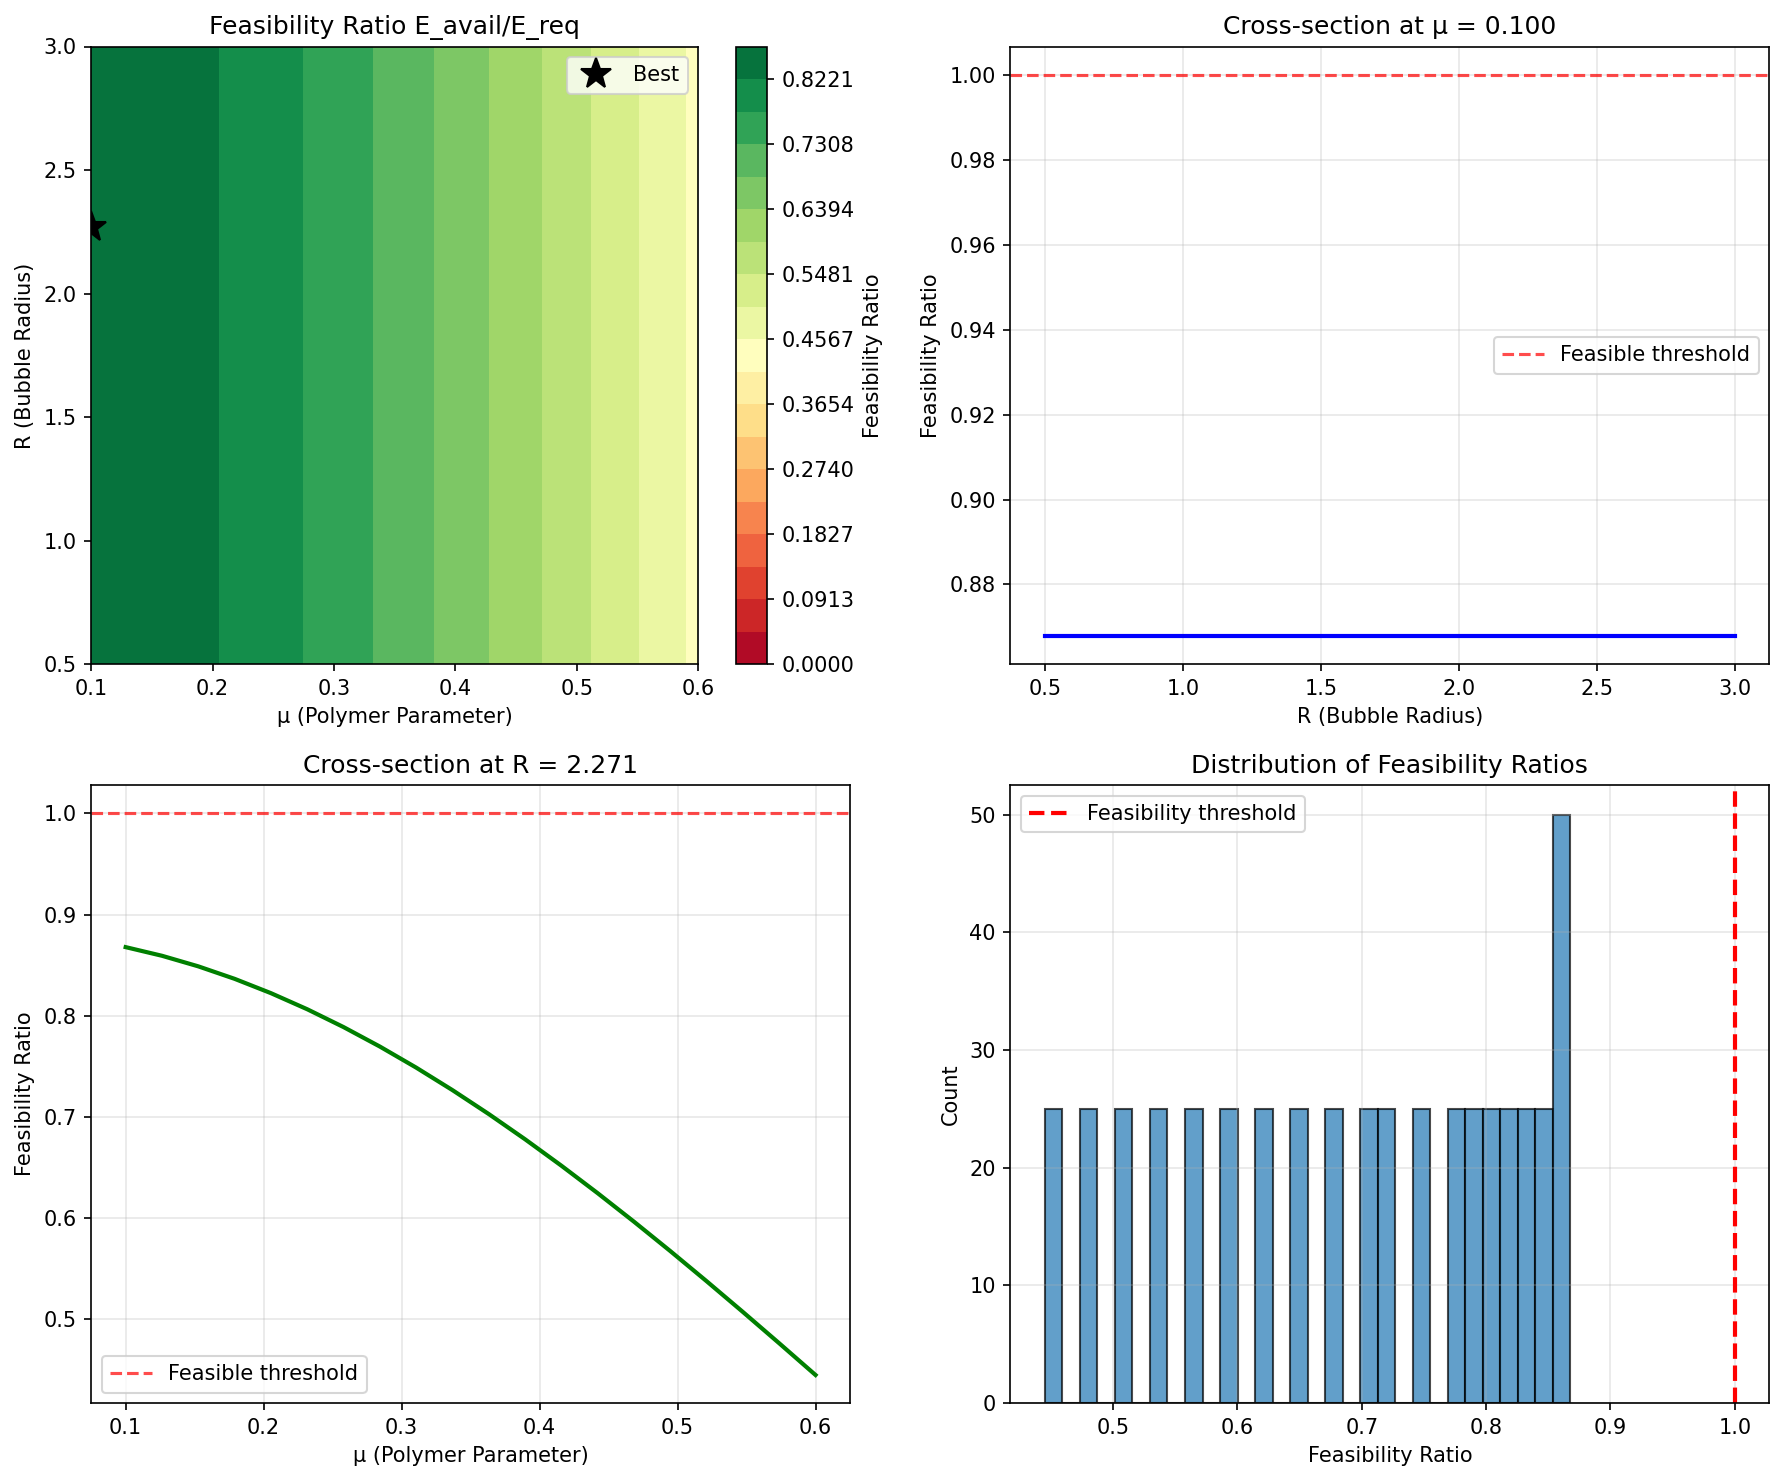 Feasibility Ratio E_avail/E_req
3.0
2.5
2.0
1.5
1.0
0.5
R (Bubble Radius)
Best
0.1 0.2 0.3 0.4 0.5 0.6
μ (Polymer Parameter)
0.8221
0.7308
0.6394
0.5481
0.4567
0.3654
0.2740
0.1827
0.0913
0.0000
Feasibility Ratio
Cross-section at μ = 0.100
1.00
0.98
0.96
0.94
0.92
0.90
0.88
Feasibility Ratio
Feasible threshold
0.5 1.0 1.5 2.0 2.5 3.0
R (Bubble Radius)
Cross-section at R = 2.271
1.0
0.9
0.8
0.7
0.6
0.5
Feasibility Ratio
Feasible threshold
0.1 0.2 0.3 0.4 0.5 0.6
μ (Polymer Parameter)
Distribution of Feasibility Ratios
Feasibility threshold
50
40
30
20
10
0
Count
0.5 0.6 0.7 0.8 0.9 1.0
Feasibility Ratio